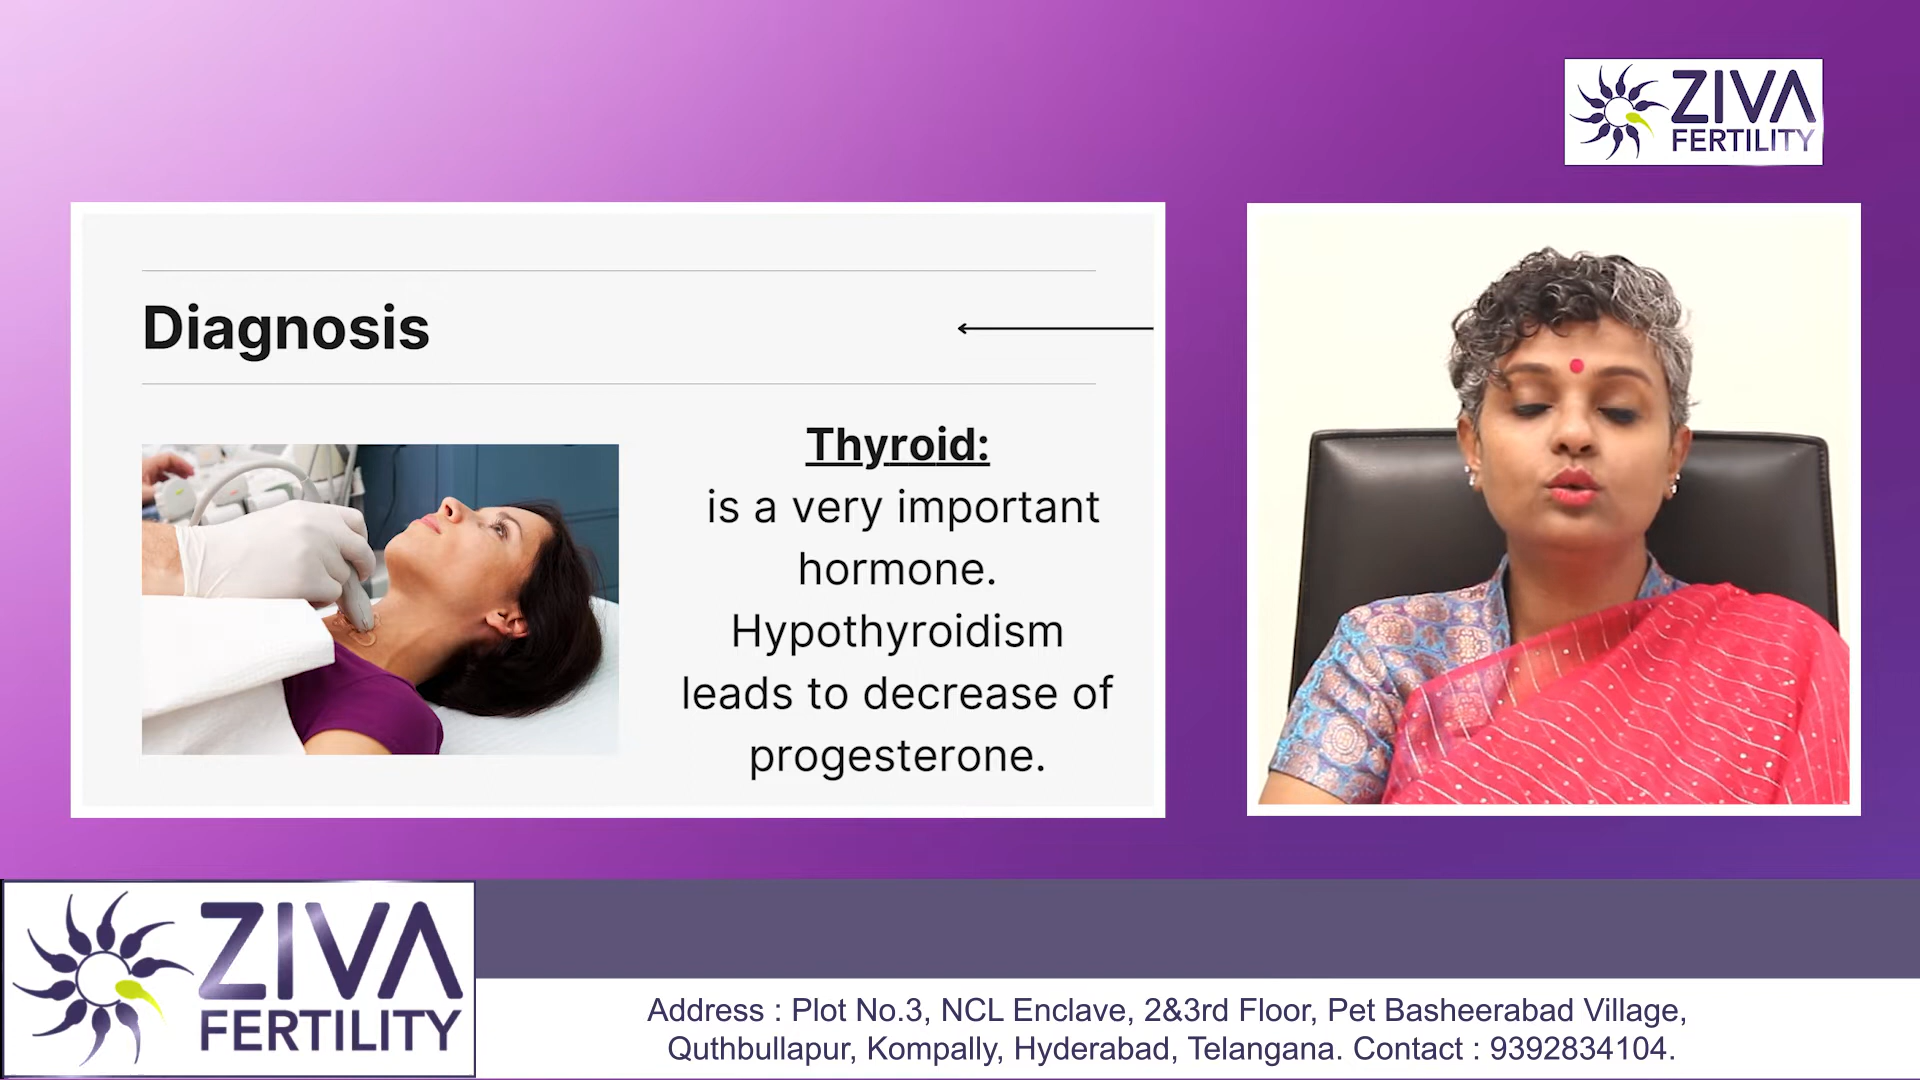 ZIVA
FERTILITY
Diagnosis
Thyroid:
is a very important
hormone.
Hypothyroidism
leads to decrease of
progesterone.
ZIVA
FERTILITY
Address : Plot No.3, NCL Enclave, 2&3rd Floor, Pet Basheerabad Village,
Quthbullapur, Kompally, Hyderabad, Telangana. Contact : 9392834104.